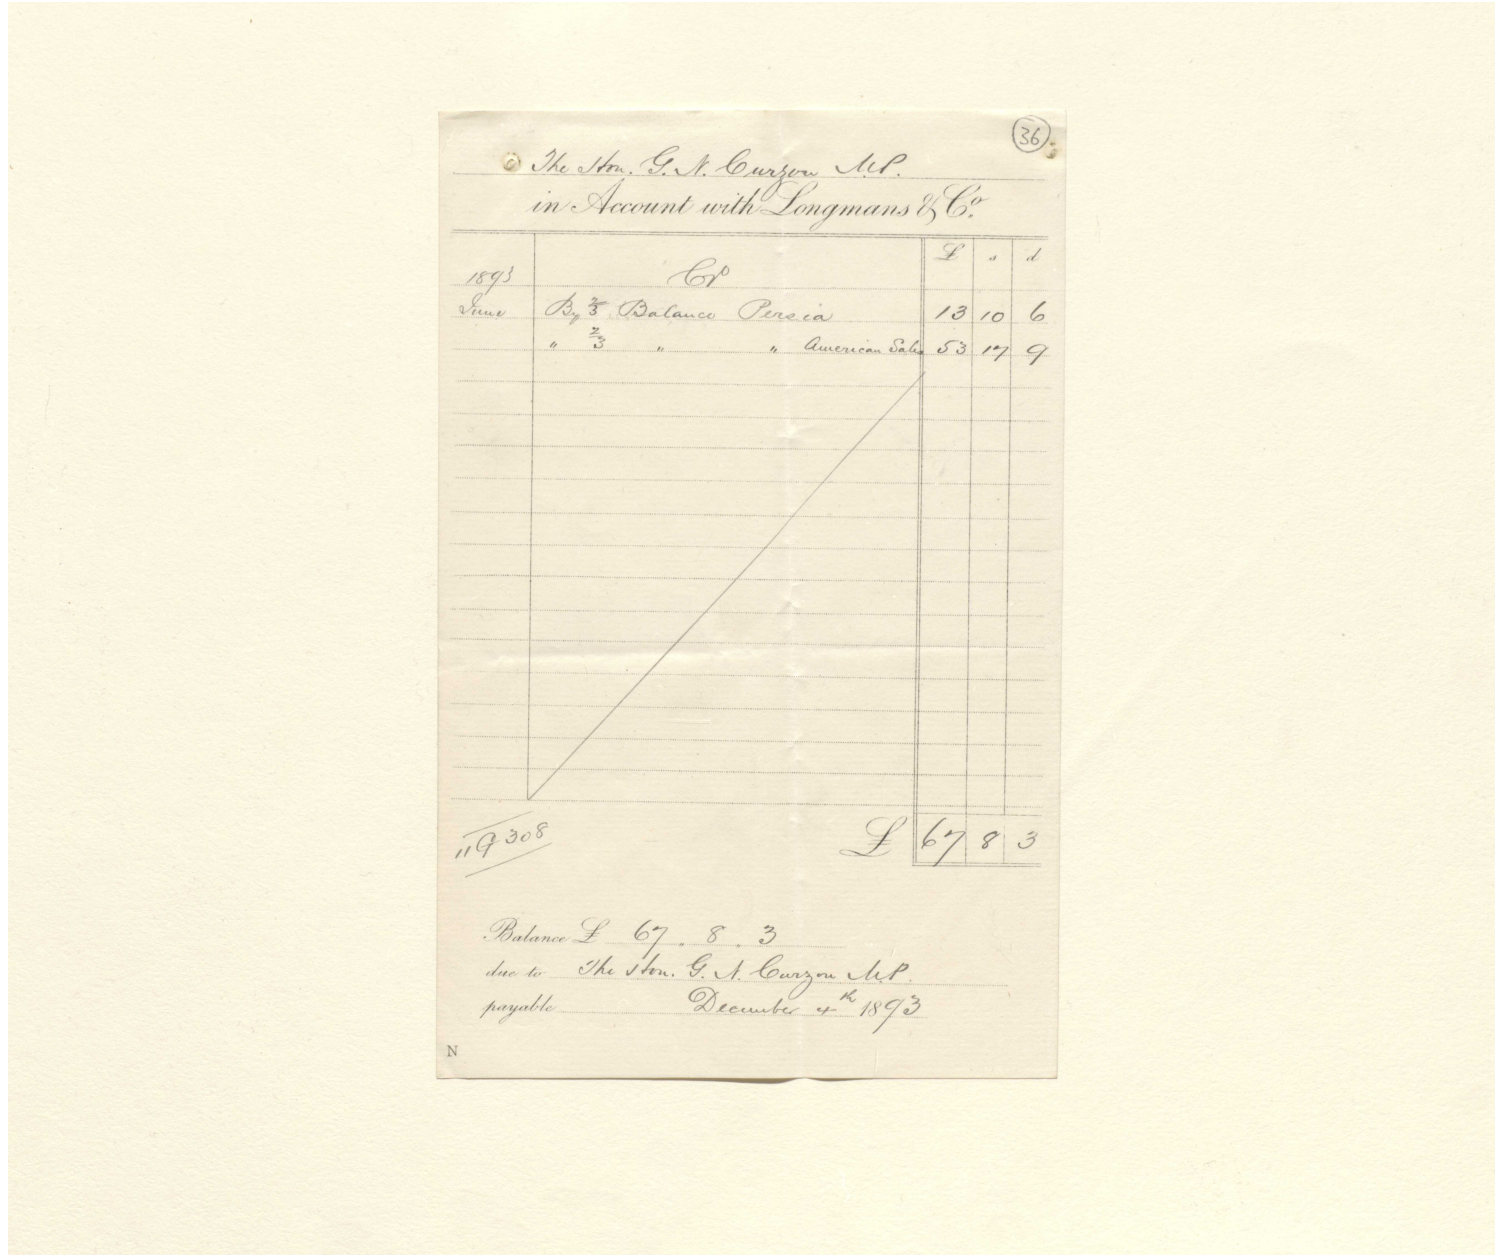 36
The Hon. G. N. Curzon M.P.
in Account with Longmans & Co.
£ s d
1893 Cr
June By 2/3 Balance Persia 13 10 6
" 2/3 " " American Sales 53 17 9
11 G 308 £ 67 8 3
Balance £ 67 . 8 . 3
due to The Hon. G. N. Curzon M.P.
payable December 4th 1893
N